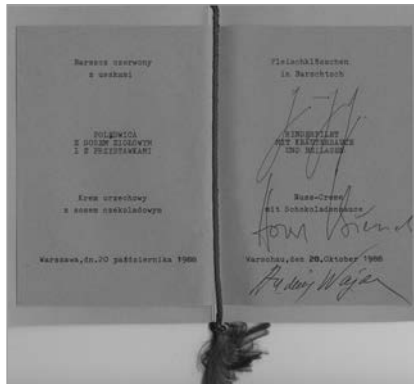 Barszcz czerwony
z uszkami
POLĘDWICA
Z SOSEM ZIOŁOWYM
I Z PRZYSTAWKAMI
Krem orzechowy
z sosem czekoladowym
Warszawa,dn.20 października 1988
Fleischklösschen
in Barschtsch
RINDERFILET
MIT KRÄUTERSAUCE
UND BEILAGEN
Nuss-Creme
mit Schokoladensauce
Warschau,den 20.Oktober 1988
Andrzej Wajda